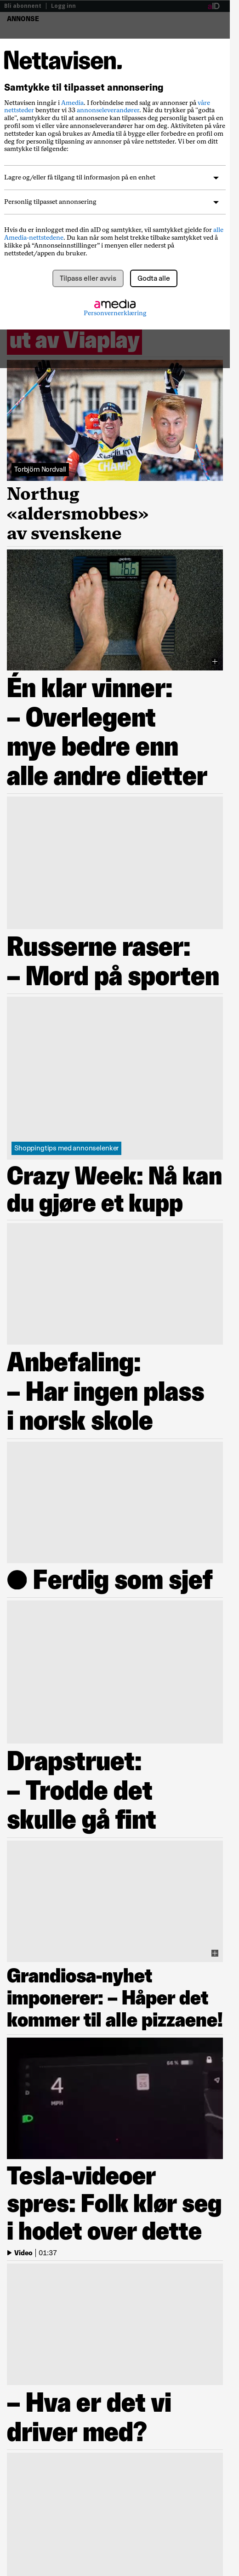 Bli abonnent | Logg inn
ANNONSE
Nettavisen.
Samtykke til tilpasset annonsering
Nettavisen inngår i Amedia. I forbindelse med salg av annonser på våre
nettsteder benytter vi 33 annonseleverandører. Når du trykker på "godta
alle", samtykker du til at annonsører kan tilpasses deg personlig basert på en
profil som vi eller våre annonseleverandører har om deg. Aktiviteten på våre
nettsteder kan også brukes av Amedia til å bygge eller forbedre en profil om
deg for personlig tilpasning av annonser på våre nettsteder. Vi ber om ditt
samtykke til følgende:
Lagre og/eller få tilgang til informasjon på en enhet
Personlig tilpasset annonsering
Hvis du er innlogget med din aID og samtykker, vil samtykket gjelde for alle
Amedia-nettstedene. Du kan når som helst trekke tilbake samtykket ved å
klikke på "Annonseinnstillinger" i menyen eller nederst på
nettstedet/appen du bruker.
Tilpass eller avvis
Godta alle
amedia
Personvernerklæring
ut av Viaplay
Torbjörn Nordvall
Northug
«aldersmobbes»
av svenskene
Én klar vinner:
– Overlegent
mye bedre enn
alle andre dietter
Russerne raser:
– Mord på sporten
Shoppingtips med annonselenker
Crazy Week: Nå kan
du gjøre et kupp
Anbefaling:
– Har ingen plass
i norsk skole
● Ferdig som sjef
Drapstruet:
– Trodde det
skulle gå fint
Grandiosa-nyhet
imponerer: – Håper det
kommer til alle pizzaene!
4
MPH
68 %
Tesla-videoer
spres: Folk klør seg
i hodet over dette
Video | 01:37
– Hva er det vi
driver med?